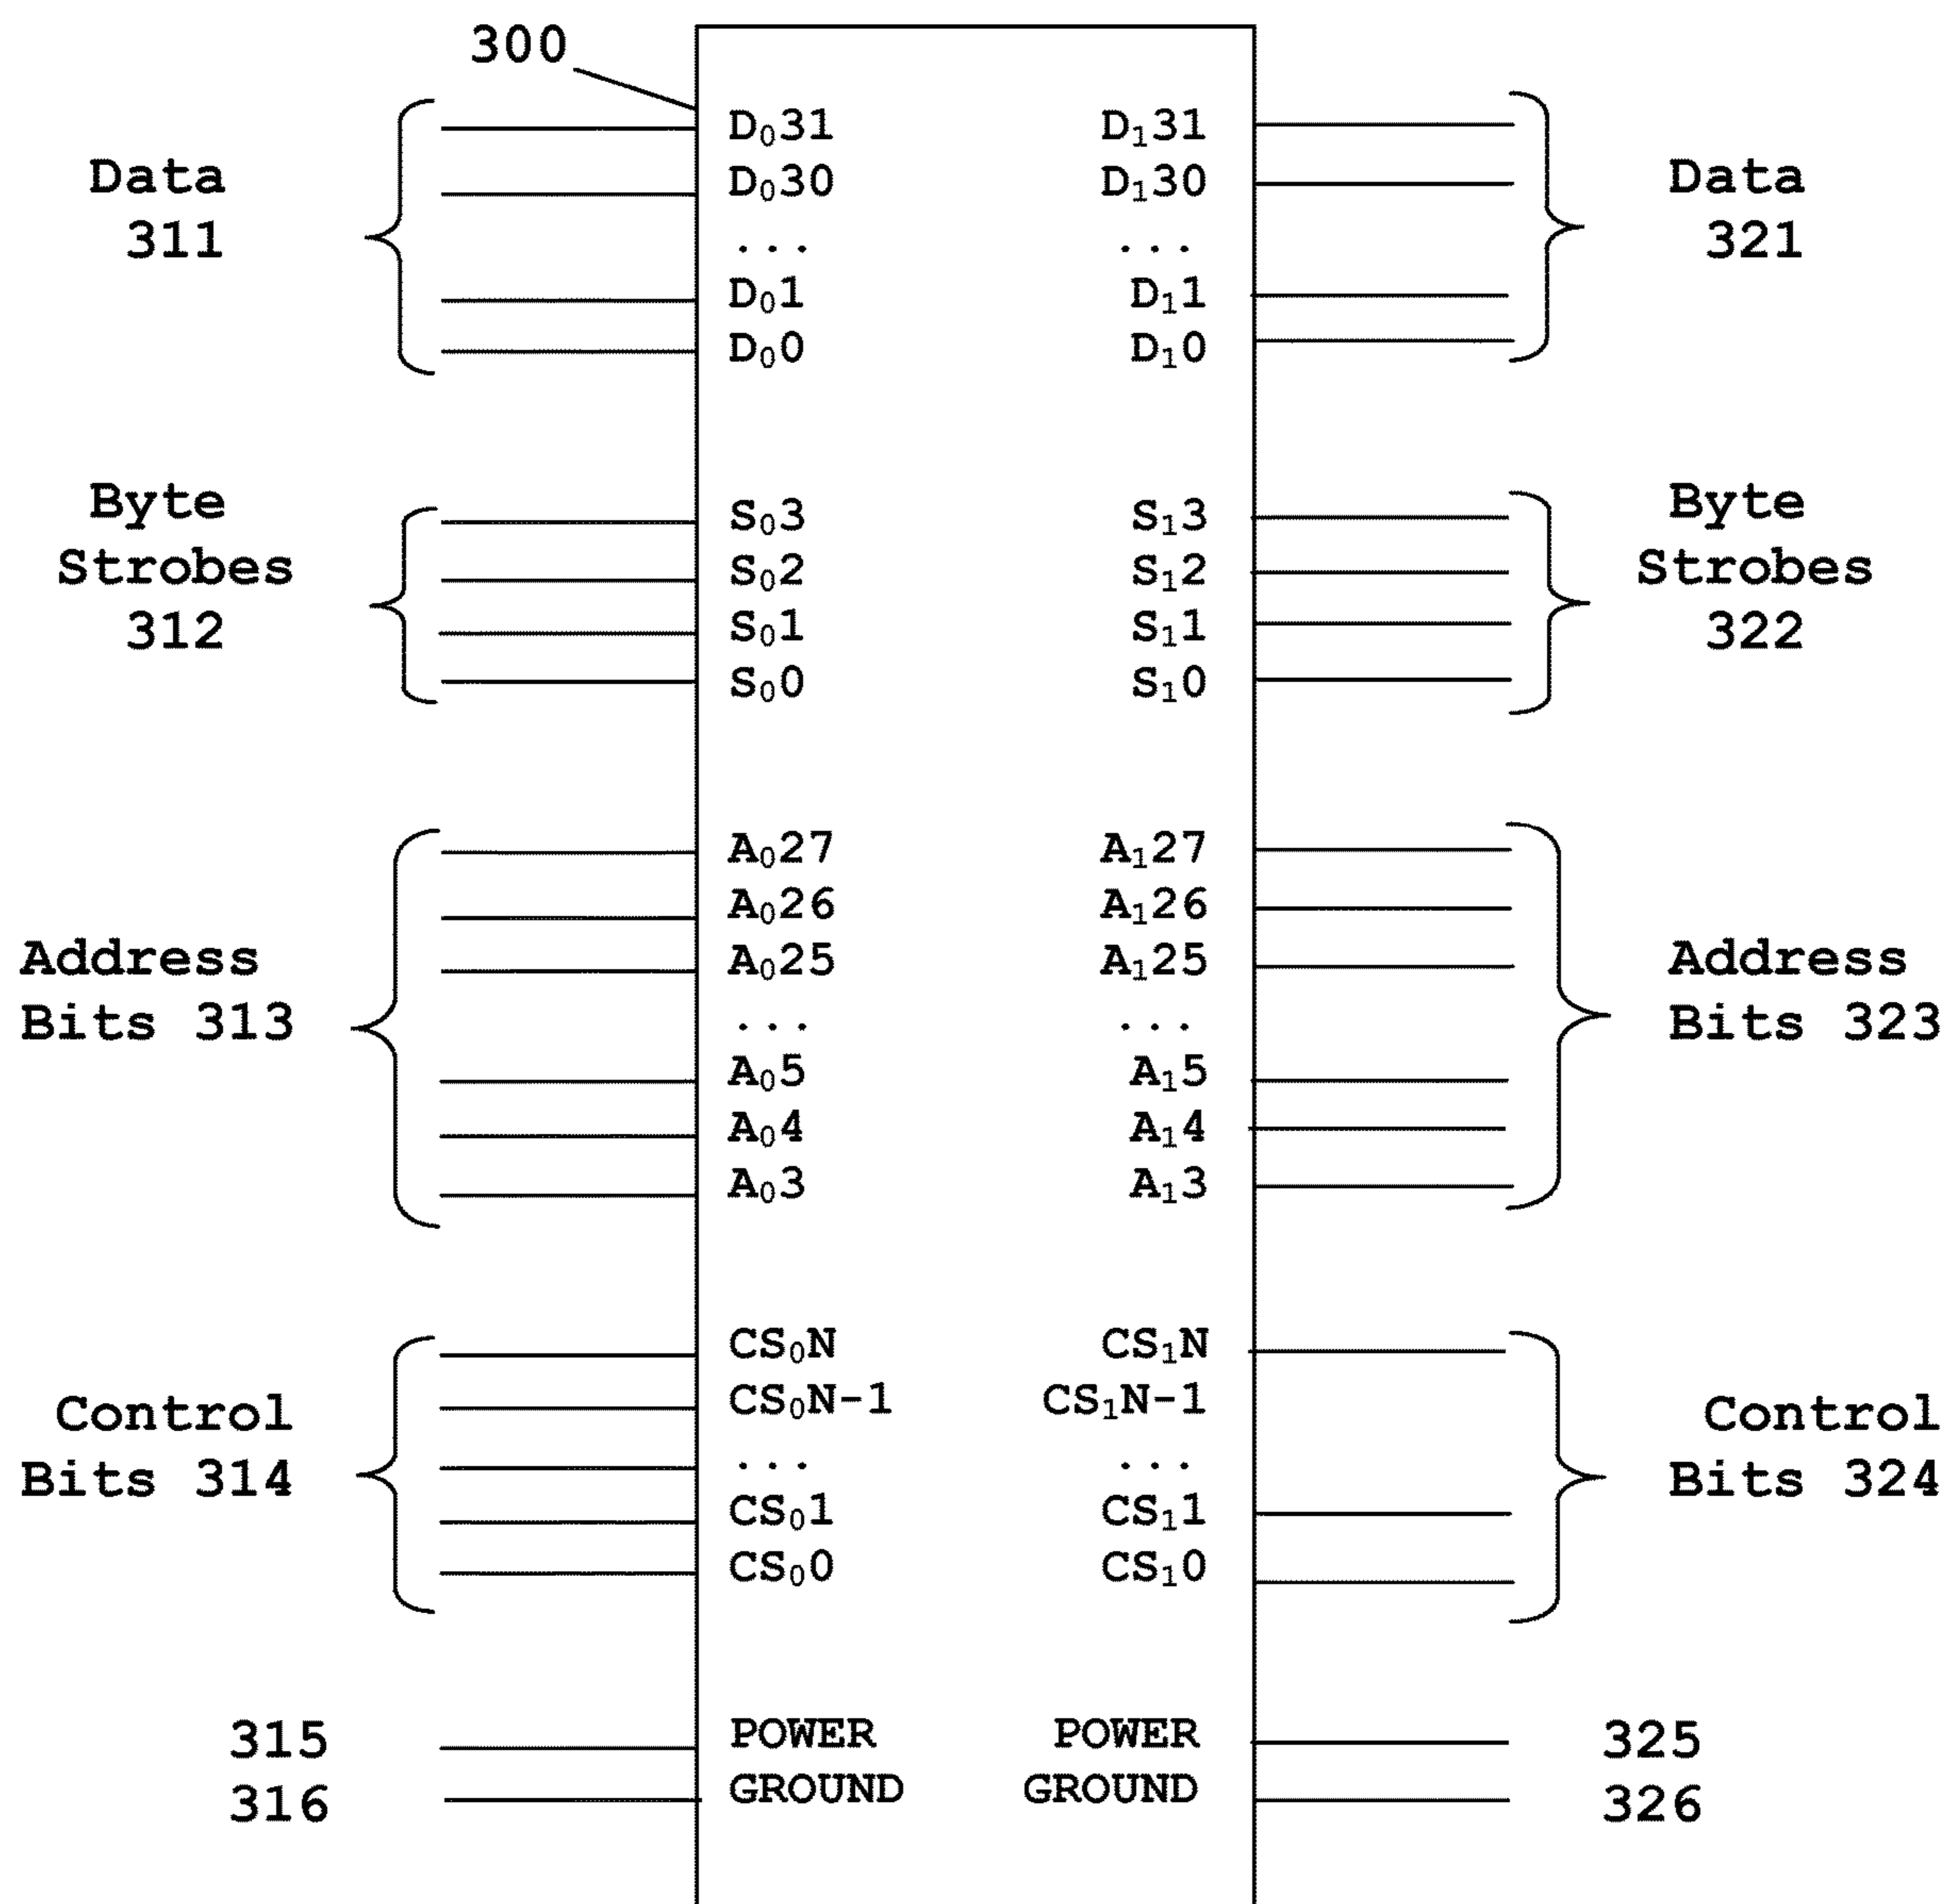 300
Data
311
D₀31
D₀30
...
D₀1
D₀0
D₁31
D₁30
...
D₁1
D₁0
Data
321
Byte
Strobes
312
S₀3
S₀2
S₀1
S₀0
S₁3
S₁2
S₁1
S₁0
Byte
Strobes
322
Address
Bits 313
A₀27
A₀26
A₀25
...
A₀5
A₀4
A₀3
A₁27
A₁26
A₁25
...
A₁5
A₁4
A₁3
Address
Bits 323
Control
Bits 314
CS₀N
CS₀N-1
...
CS₀1
CS₀0
CS₁N
CS₁N-1
...
CS₁1
CS₁0
Control
Bits 324
315
316
POWER
GROUND
POWER
GROUND
325
326